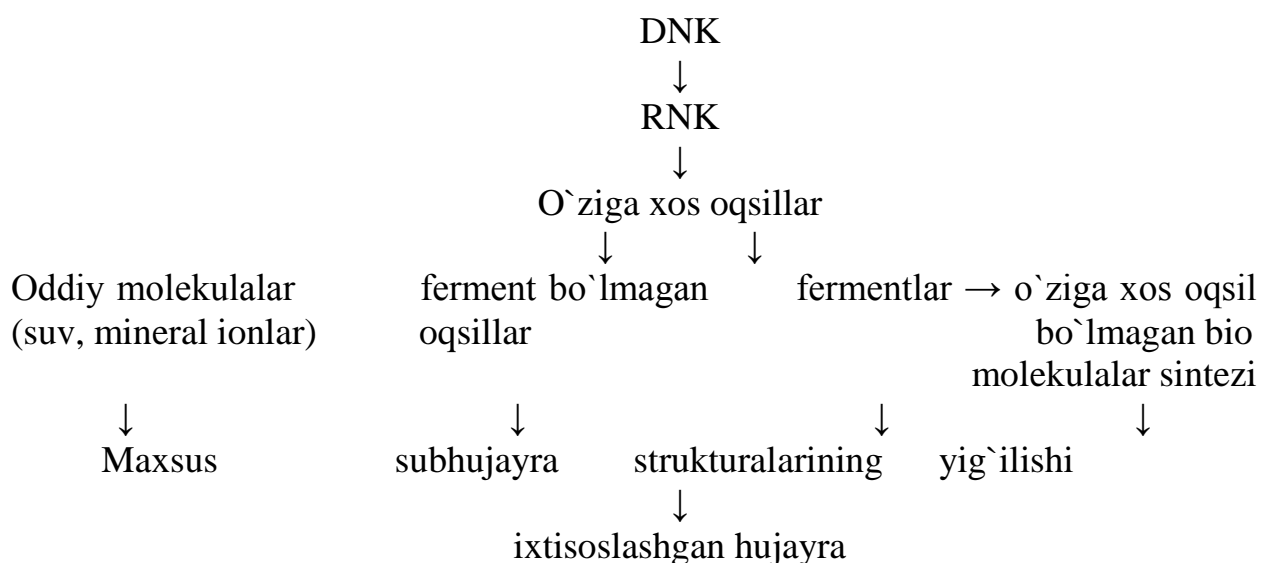 DNK
↓
RNK
↓
O`ziga xos oqsillar
↓ ↓
Oddiy molekulalar ferment bo`lmagan fermentlar → o`ziga xos oqsil
(suv, mineral ionlar) oqsillar bo`lmagan bio
molekulalar sintezi
↓ ↓ ↓ ↓
Maxsus subhujayra strukturalarining yig`ilishi
↓
ixtisoslashgan hujayra